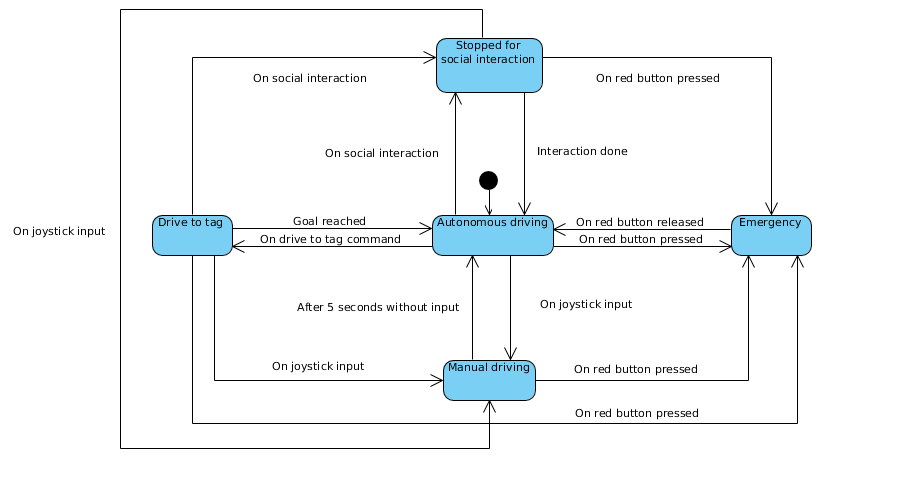 Stopped for
social interaction
On social interaction
On red button pressed
On social interaction
Interaction done
On joystick input
Drive to tag
Goal reached
On drive to tag command
Autonomous driving
On red button released
On red button pressed
Emergency
After 5 seconds without input
On joystick input
On joystick input
Manual driving
On red button pressed
On red button pressed